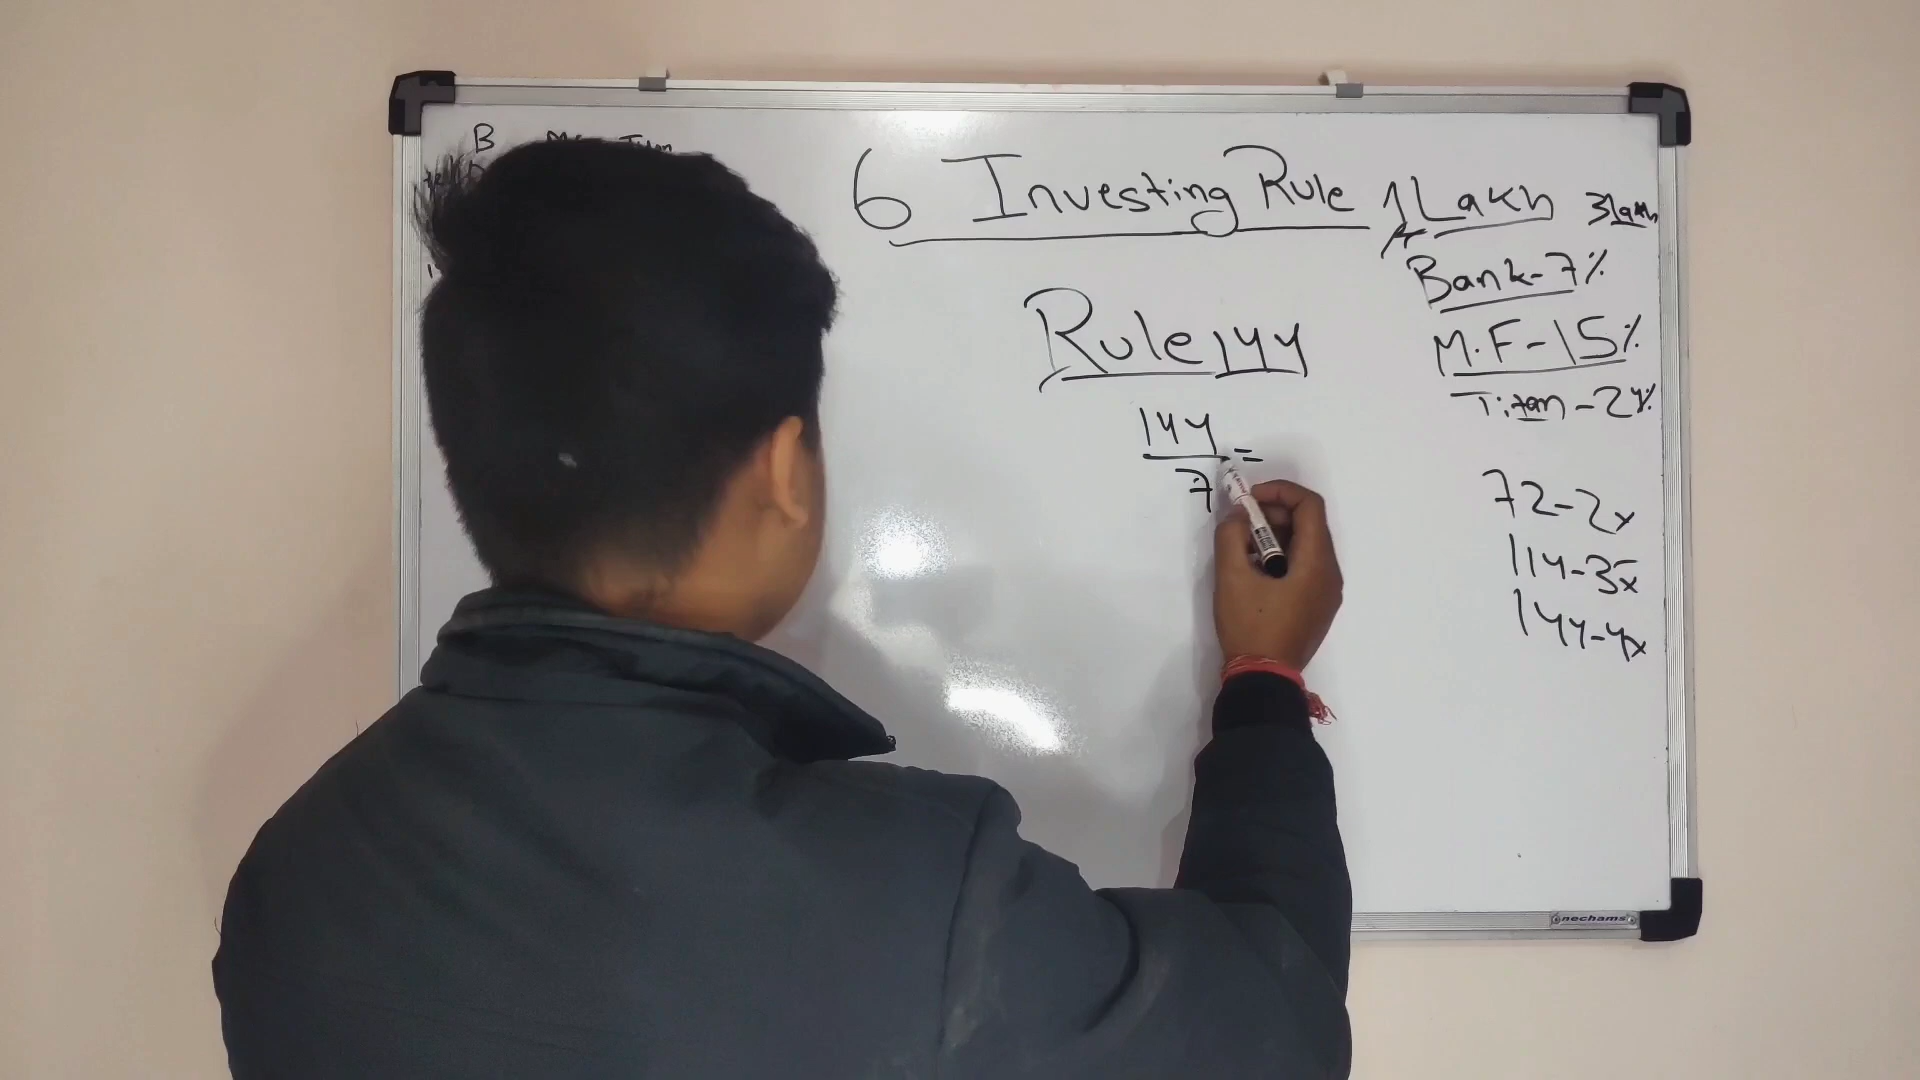 B
6 Investing Rule 1 Lakh 3 Lakh
Bank-7%
Rule 144
M.F-15%
Titan-24%
144
7
=
72-2x
114-3x
144-4x
nechams